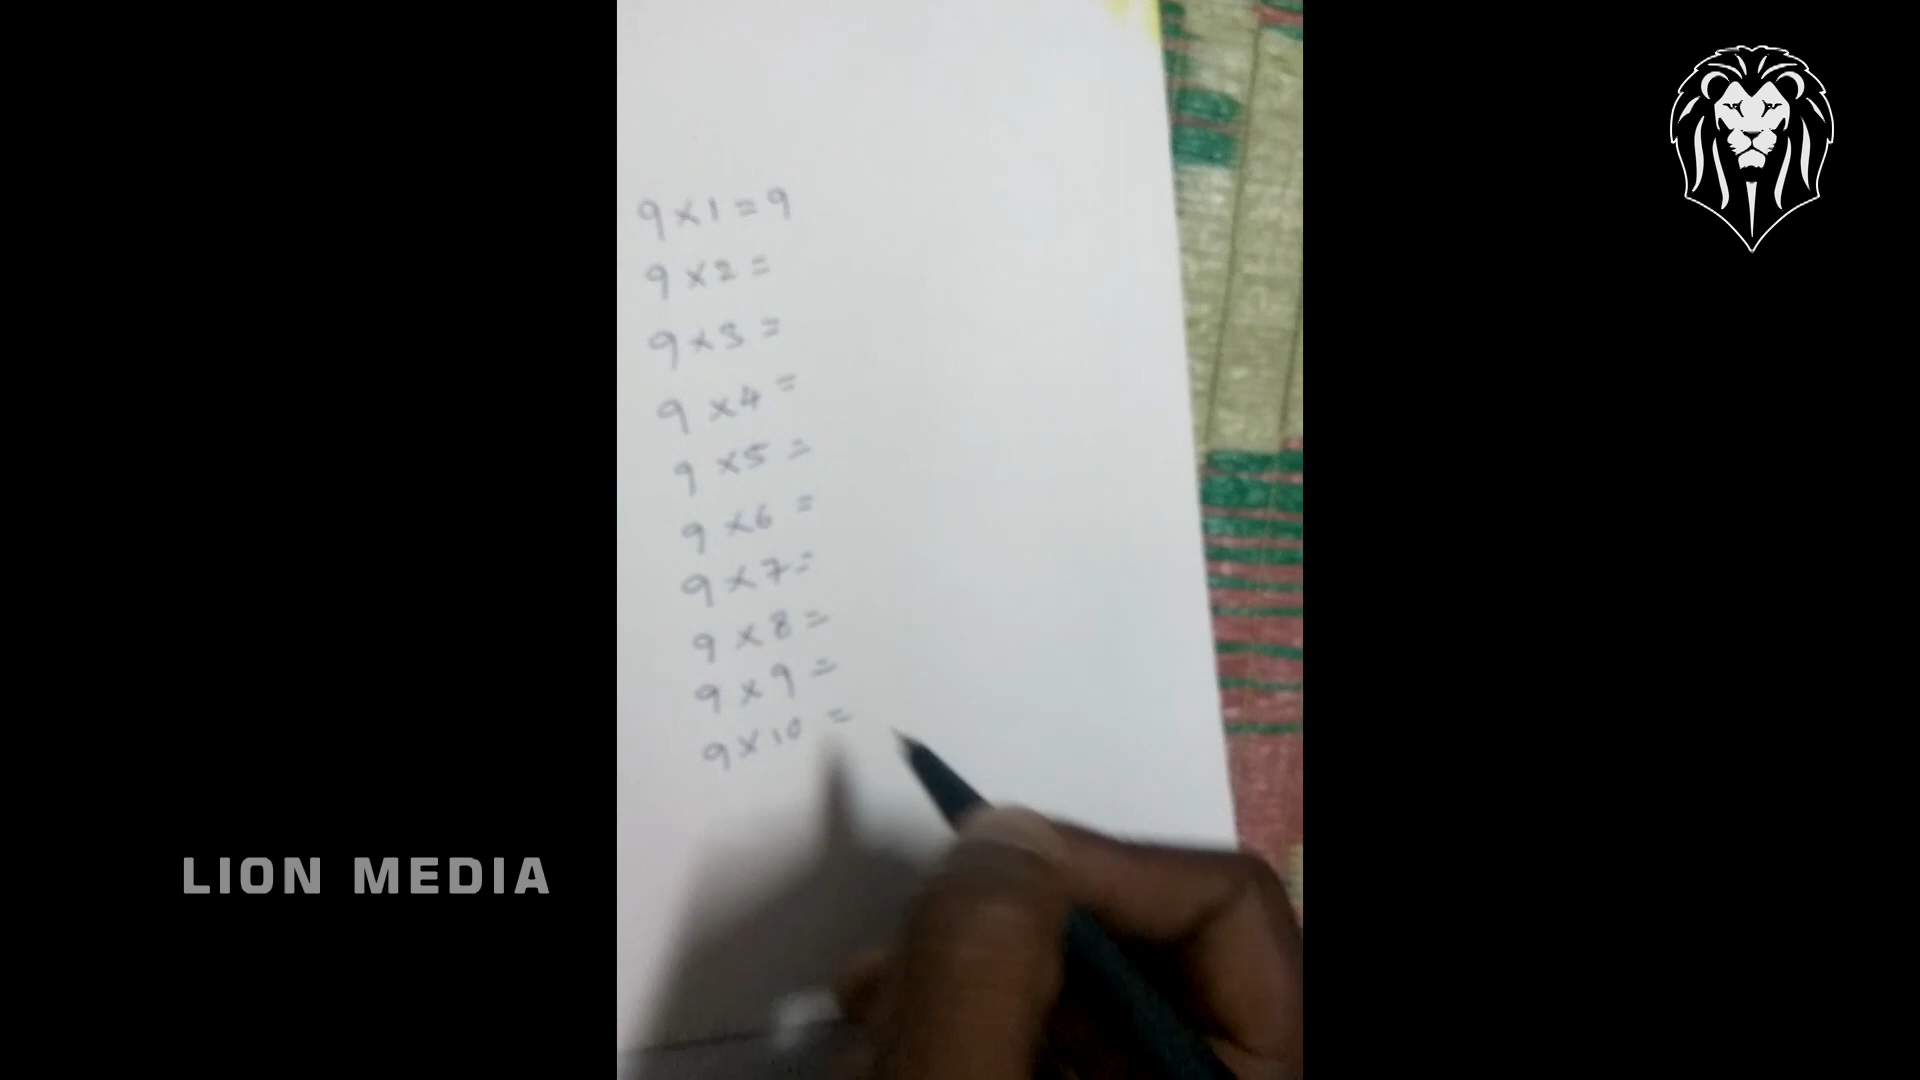 9 x 1 = 9
9 x 2 =
9 x 3 =
9 x 4 =
9 x 5 =
9 x 6 =
9 x 7 =
9 x 8 =
9 x 9 =
9 x 10 =
LION MEDIA